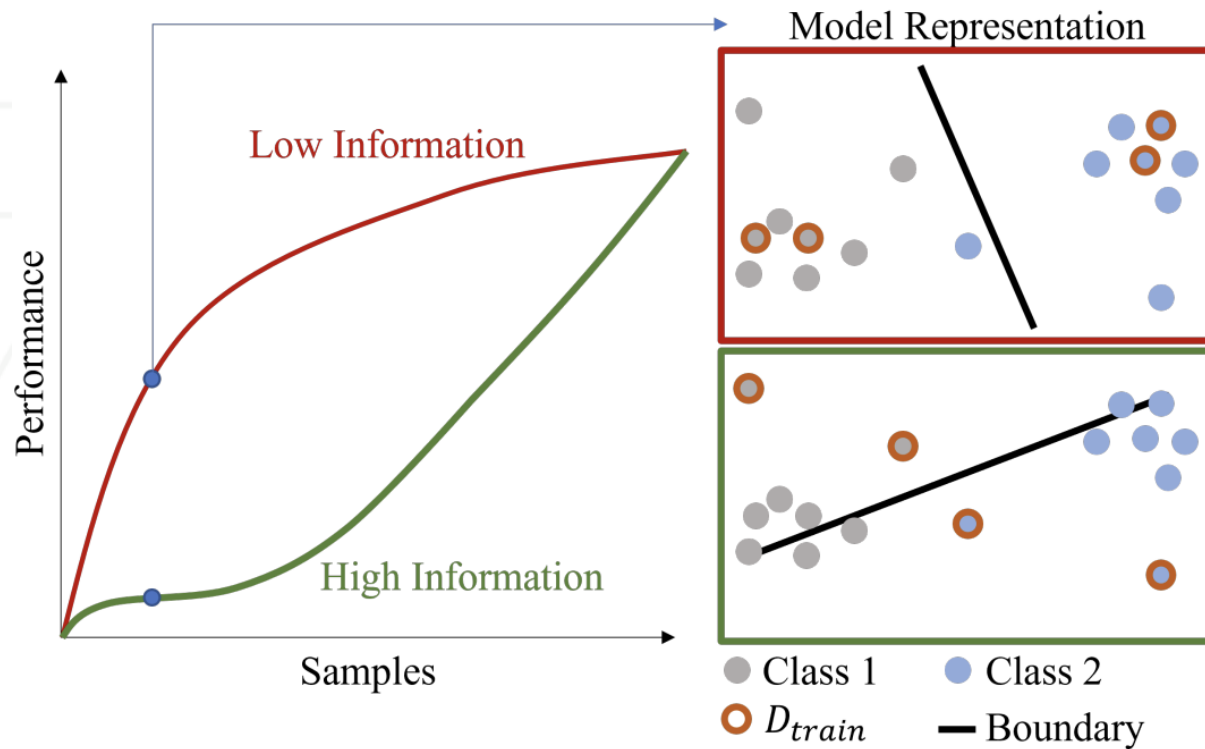 Model Representation
Low Information
Performance
High Information
Samples
Class 1
Class 2
D_train
Boundary